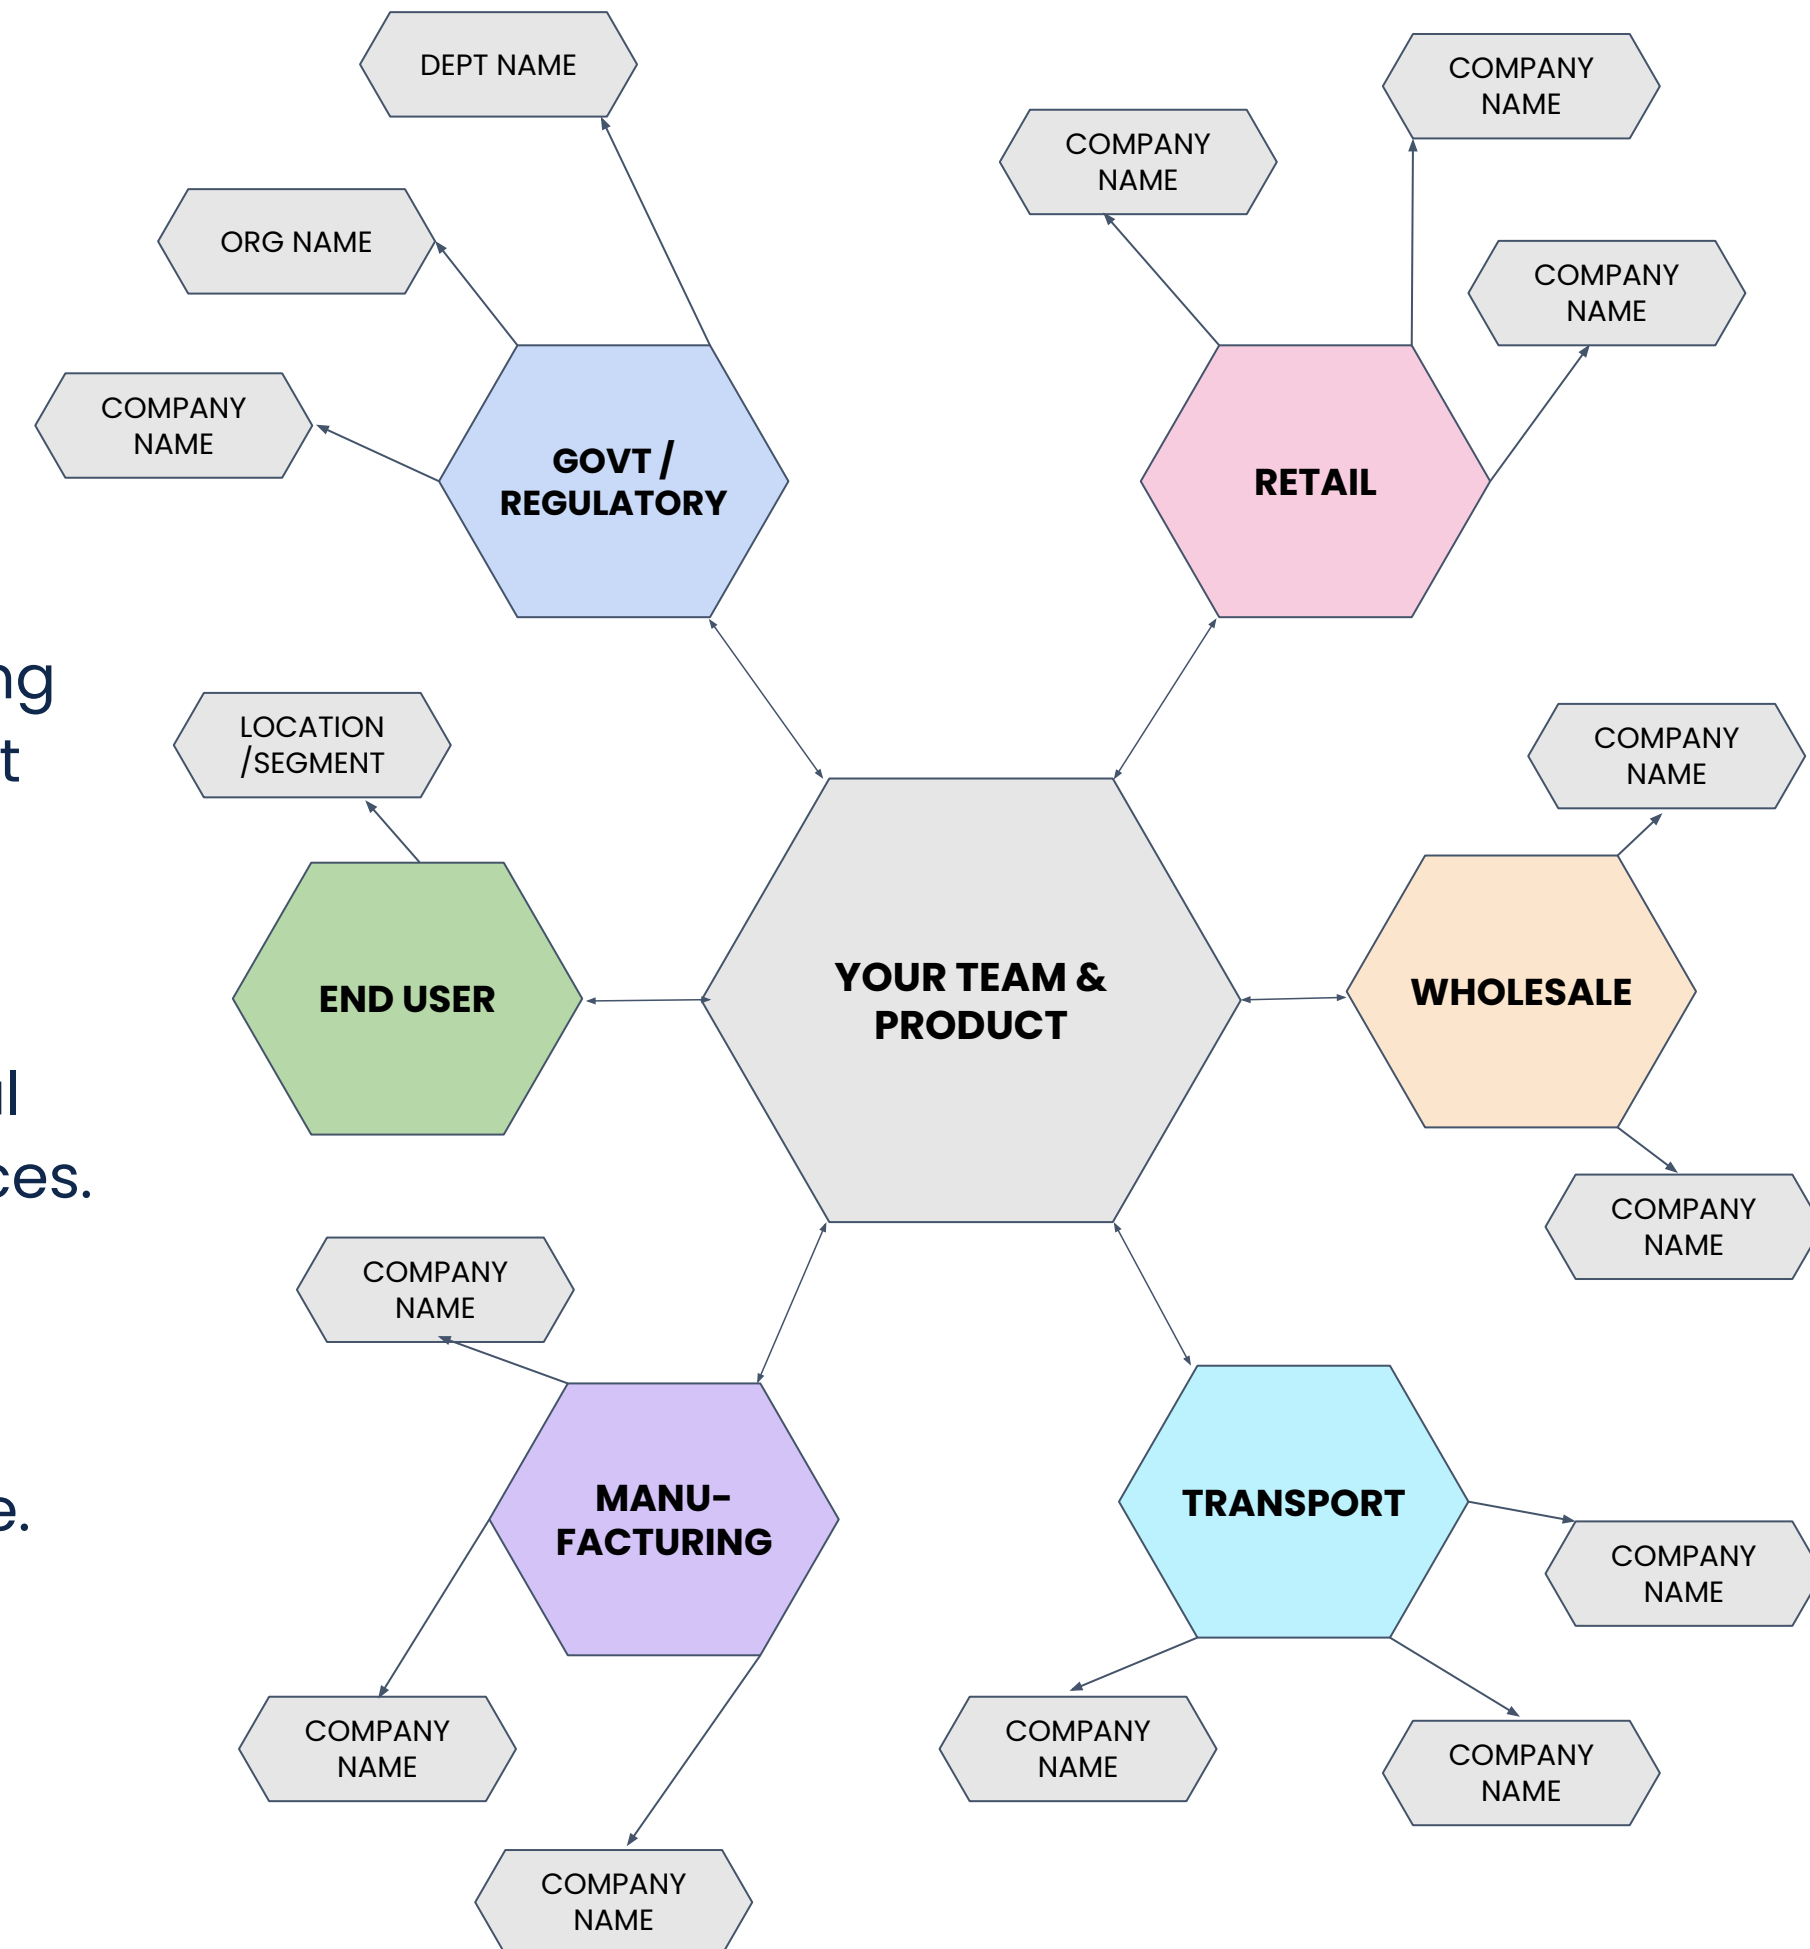 DEPT NAME
COMPANY
NAME
COMPANY
NAME
ORG NAME
COMPANY
NAME
COMPANY
NAME
GOVT /
REGULATORY
RETAIL
ng
t
LOCATION
/SEGMENT
COMPANY
NAME
END USER
YOUR TEAM &
PRODUCT
WHOLESALE
al
ces.
COMPANY
NAME
COMPANY
NAME
e.
MANU-
FACTURING
TRANSPORT
COMPANY
NAME
COMPANY
NAME
COMPANY
NAME
COMPANY
NAME
COMPANY
NAME